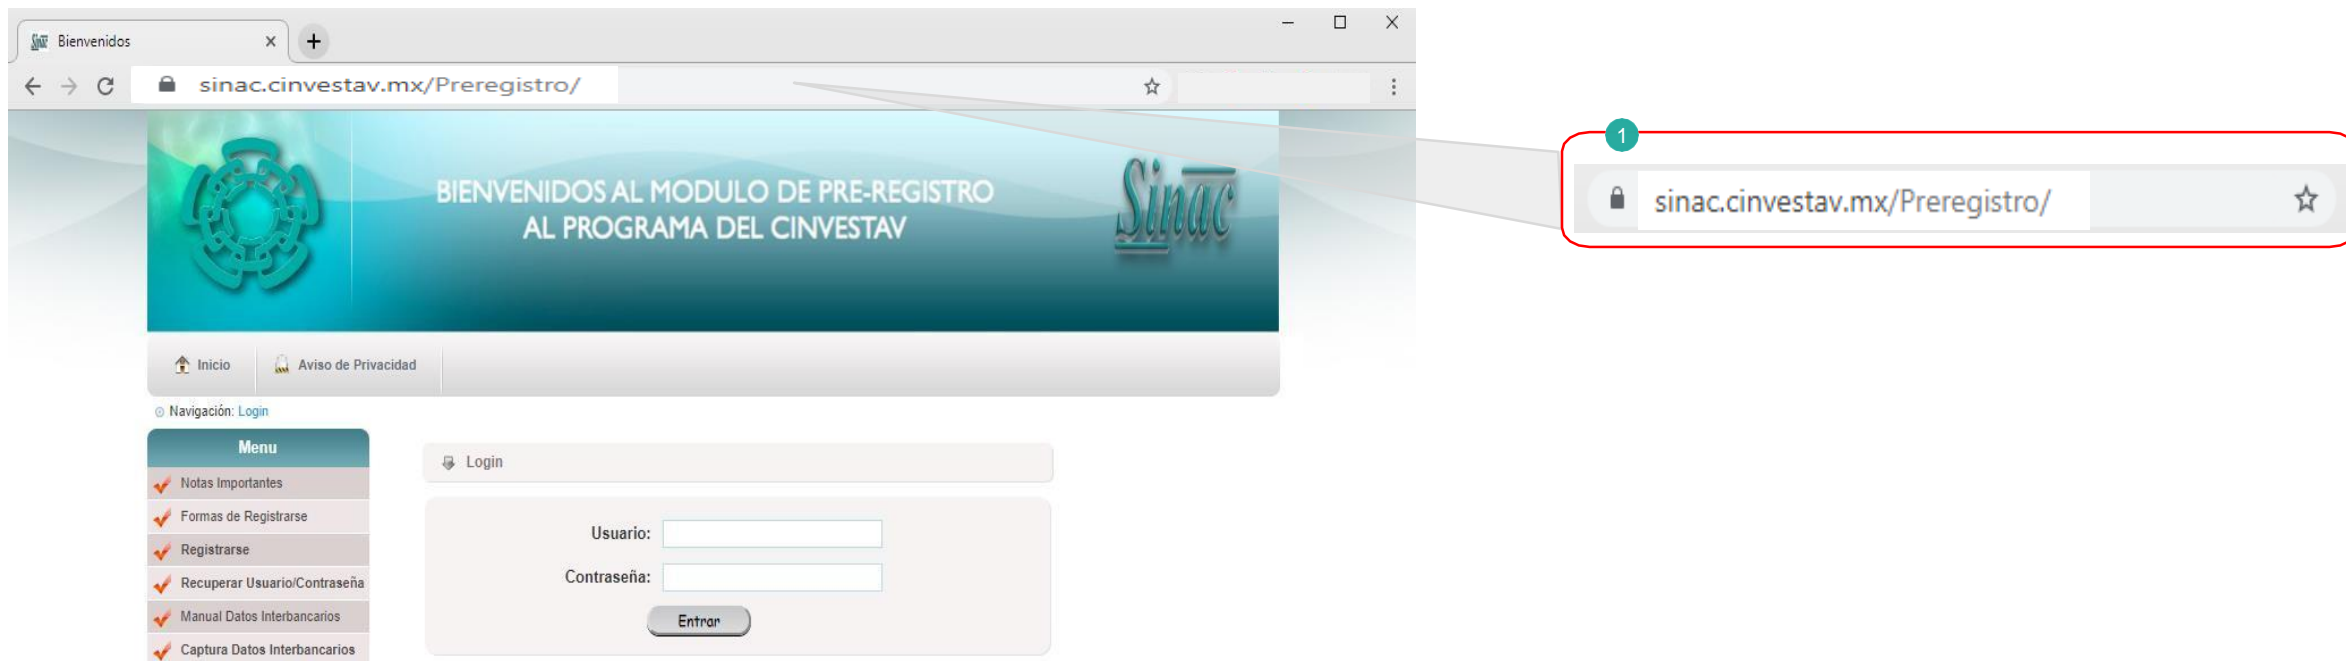 Sinac Bienvenidos
sinac.cinvestav.mx/Preregistro/
BIENVENIDOS AL MODULO DE PRE-REGISTRO
AL PROGRAMA DEL CINVESTAV
Sinac
Inicio
Aviso de Privacidad
Navegación: Login
Menu
Notas Importantes
Formas de Registrarse
Registrarse
Recuperar Usuario/Contraseña
Manual Datos Interbancarios
Captura Datos Interbancarios
Login
Usuario:
Contraseña:
Entrar
1
sinac.cinvestav.mx/Preregistro/